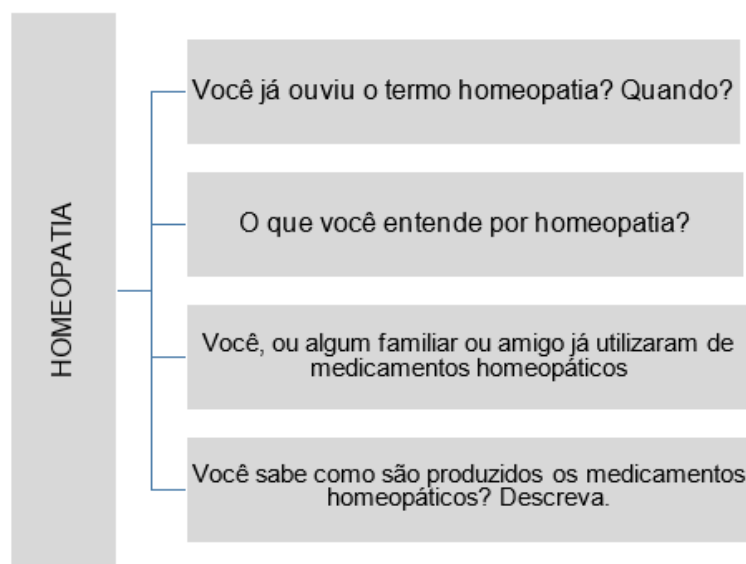 HOMEOPATIA
Você já ouviu o termo homeopatia? Quando?
O que você entende por homeopatia?
Você, ou algum familiar ou amigo já utilizaram de
medicamentos homeopáticos
Você sabe como são produzidos os medicamentos
homeopáticos? Descreva.